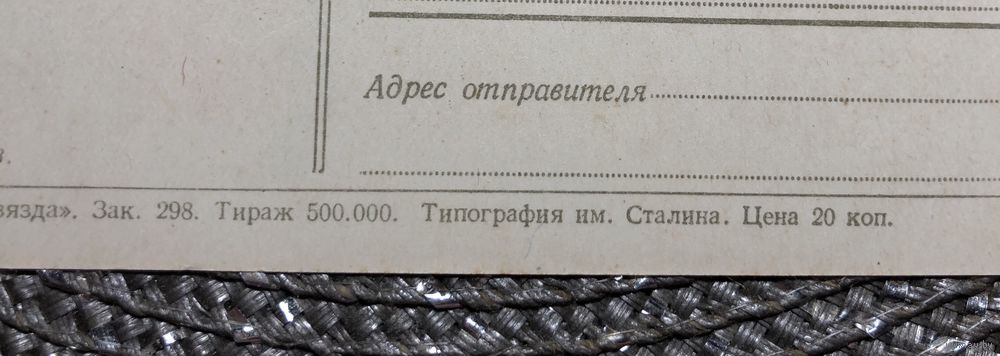 Адрес отправителя
в.
вязда». Зак. 298. Тираж 500.000. Типография им. Сталина. Цена 20 коп.